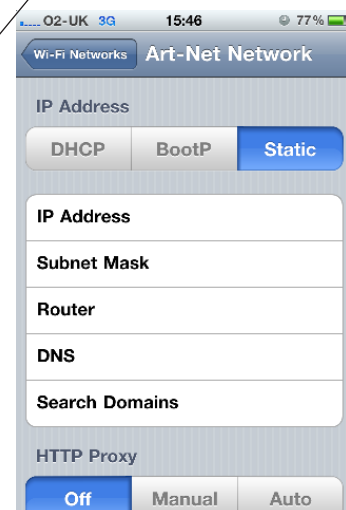 O2-UK 3G 15:46 77%
Wi-Fi Networks Art-Net Network
IP Address
DHCP BootP Static
IP Address
Subnet Mask
Router
DNS
Search Domains
HTTP Proxy
Off Manual Auto